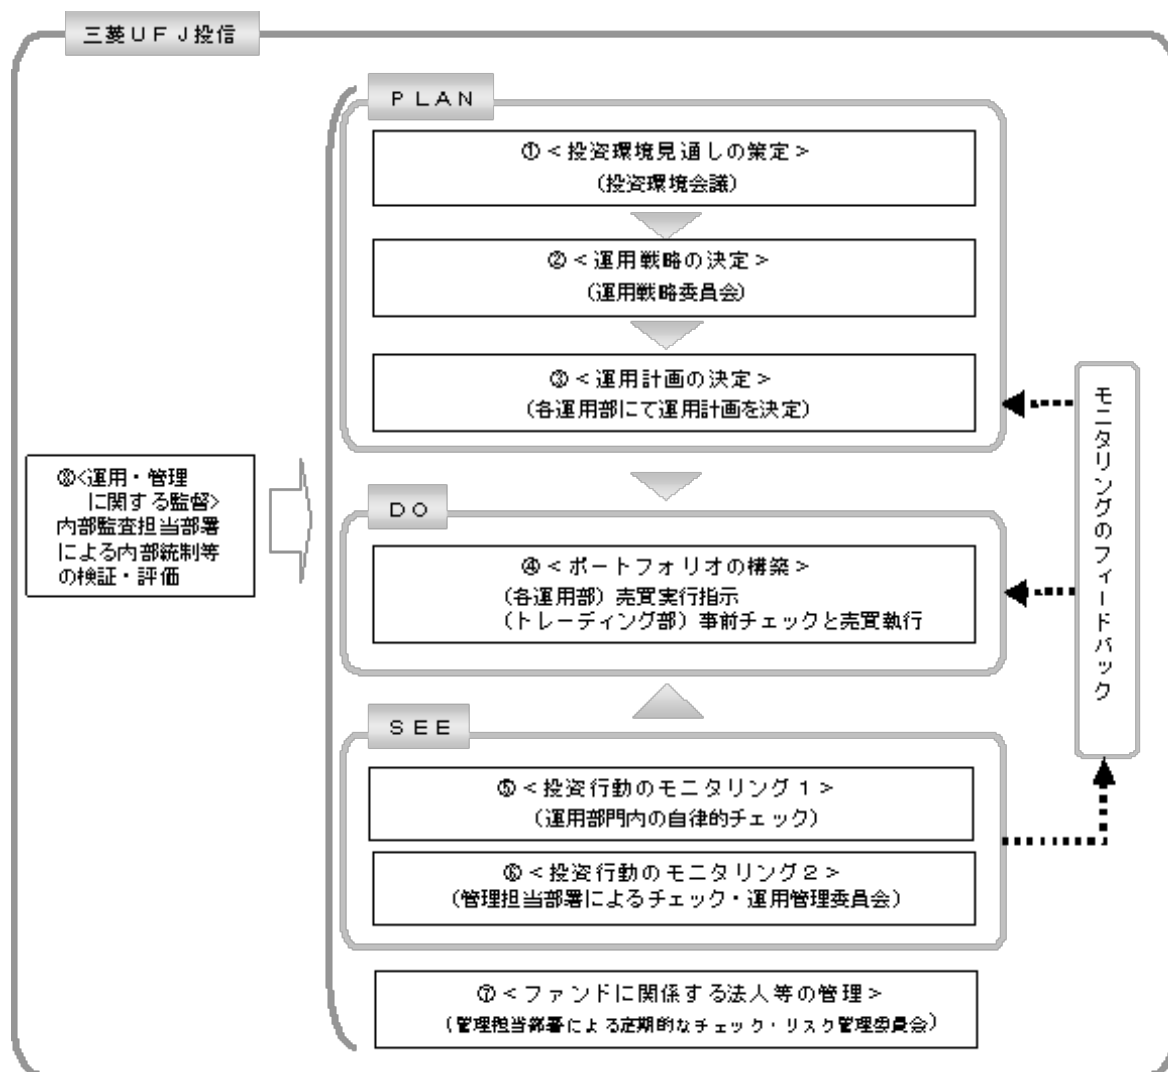 三菱UFJ投信
PLAN
①<投資環境見通しの策定>
(投資環境会議)
②<運用戦略の決定>
(運用戦略委員会)
③<運用計画の決定>
(各運用部にて運用計画を決定)
⑧<運用・管理
に関する監督>
内部監査担当部署
による内部統制等
の検証・評価
DO
④<ポートフォリオの構築>
(各運用部)売買実行指示
(トレーディング部)事前チェックと売買執行
SEE
⑤<投資行動のモニタリング1>
(運用部門内の自律的チェック)
⑥<投資行動のモニタリング2>
(管理担当部署によるチェック・運用管理委員会)
⑦<ファンドに関係する法人等の管理>
(管理担当部署による定期的なチェック・リスク管理委員会)
モニタリングのフィードバック